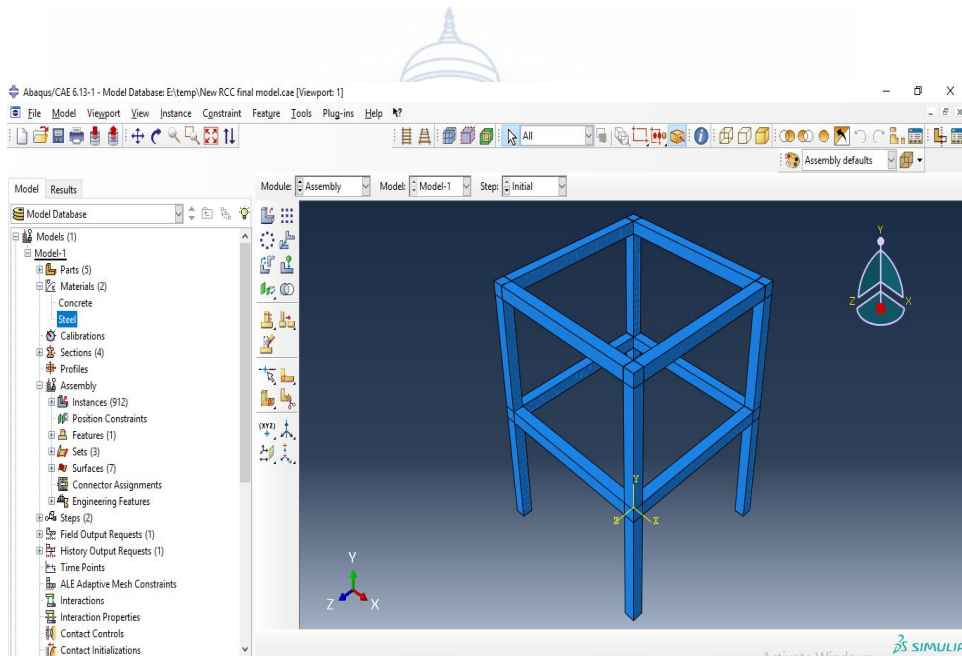 Abaqus/CAE 6.13-1 - Model Database: E:\temp\New RCC final model.cae [Viewport: 1]
File Model Viewport View Instance Constraint Feature Tools Plug-ins Help
All
Assembly defaults
Model Results
Module: Assembly Model: Model-1 Step: Initial
Model Database
Models (1)
Model-1
Parts (5)
Materials (2)
Concrete
Steel
Calibrations
Sections (4)
Profiles
Assembly
Instances (912)
Position Constraints
Features (1)
Sets (3)
Surfaces (7)
Connector Assignments
Engineering Features
Steps (2)
Field Output Requests (1)
History Output Requests (1)
Time Points
ALE Adaptive Mesh Constraints
Interactions
Interaction Properties
Contact Controls
Contact Initializations
(XYZ)
Y
Z X
Y
Z X
Y
Z X
Activate Windows
SIMULIA